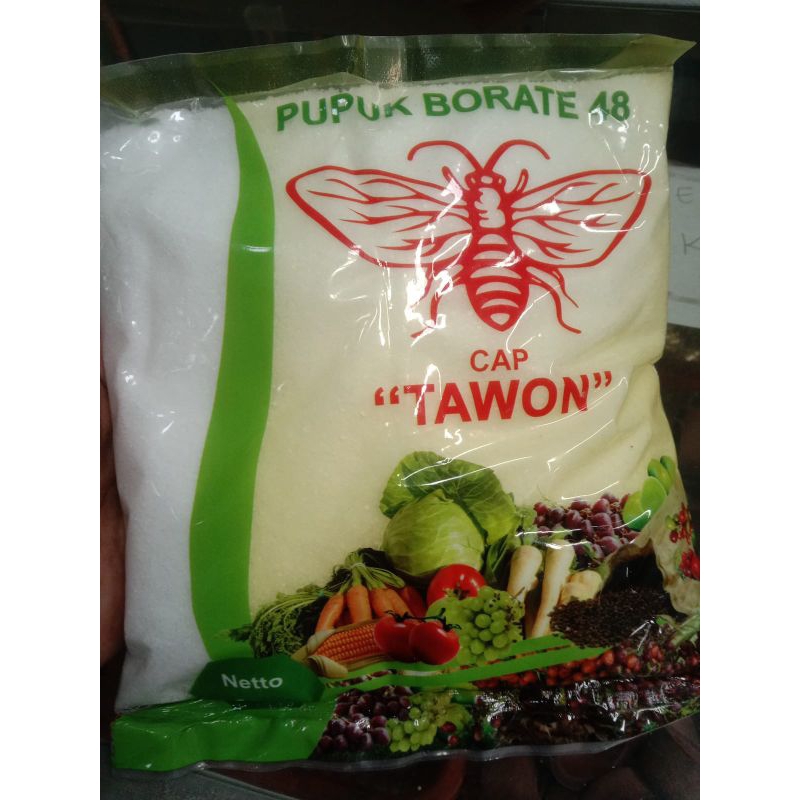 PUPUK BORATE 48
CAP
“TAWON”
Netto
E
K